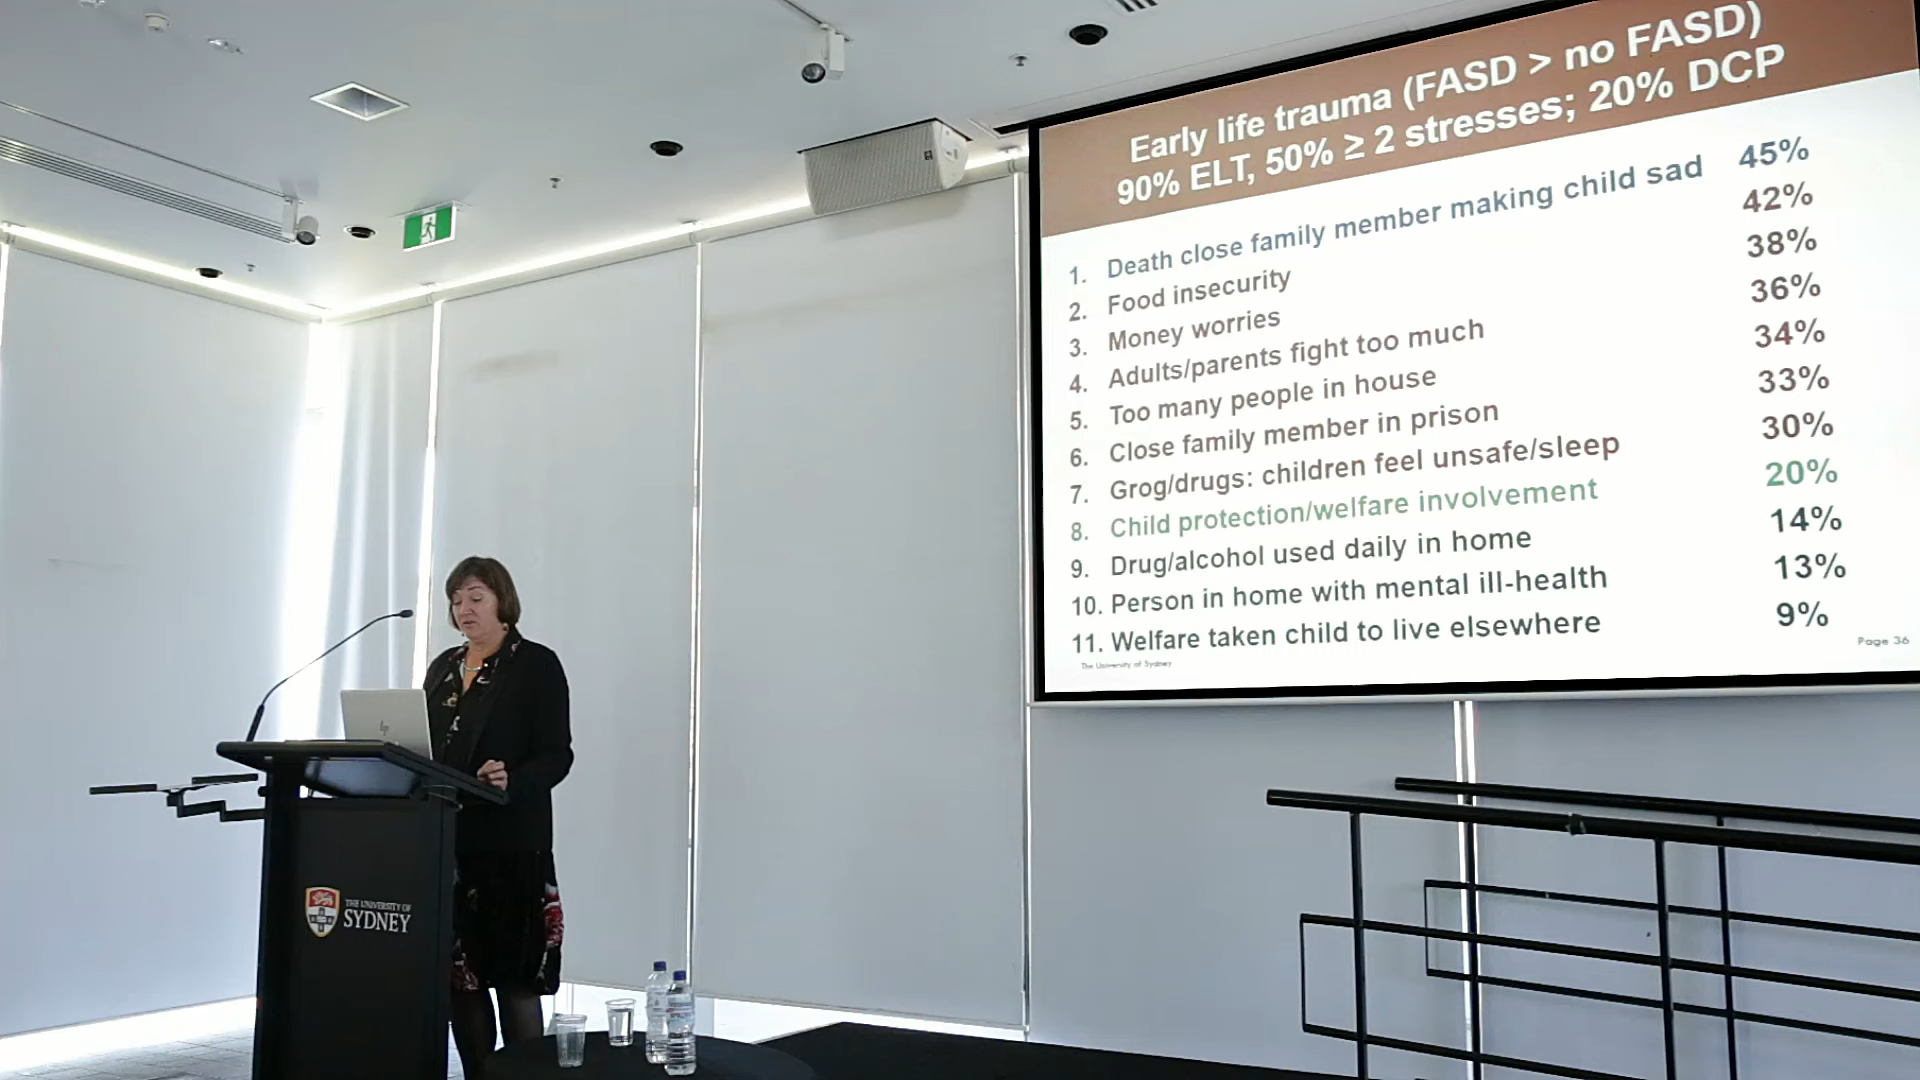 Early life trauma (FASD > no FASD)
90% ELT, 50% ≥ 2 stresses; 20% DCP
1. Death close family member making child sad 45%
2. Food insecurity 42%
3. Money worries 38%
4. Adults/parents fight too much 36%
5. Too many people in house 34%
6. Close family member in prison 33%
7. Grog/drugs: children feel unsafe/sleep 30%
8. Child protection/welfare involvement 20%
9. Drug/alcohol used daily in home 14%
10. Person in home with mental ill-health 13%
11. Welfare taken child to live elsewhere 9%
The University of Sydney
Page 36
hp
THE UNIVERSITY OF
SYDNEY